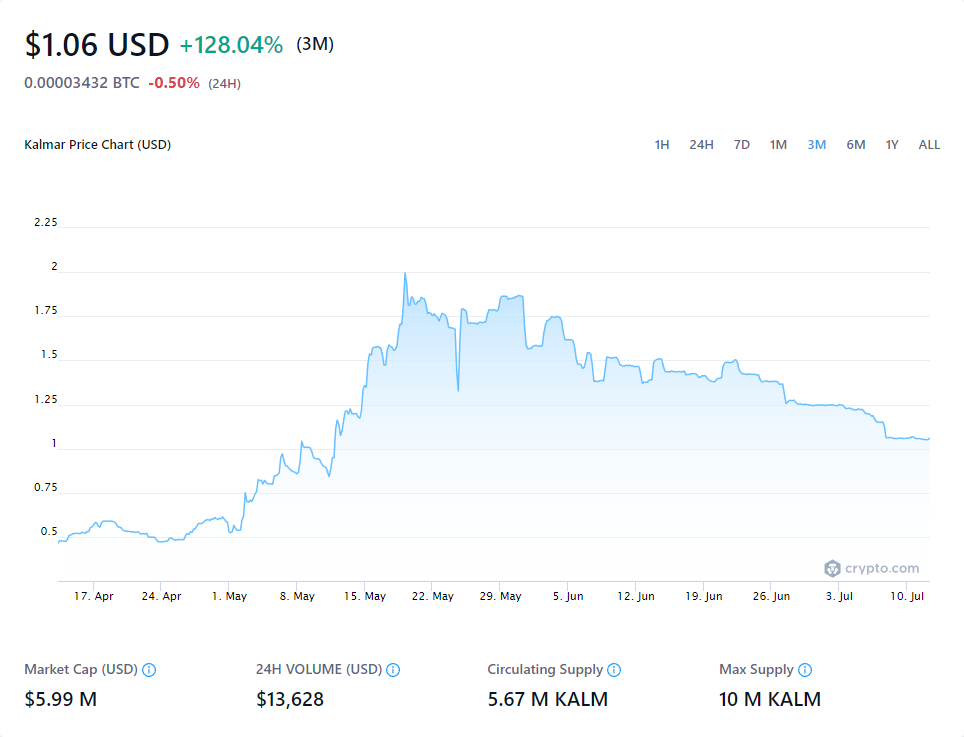 $1.06 USD +128.04% (3M)
0.00003432 BTC -0.50% (24H)
Kalmar Price Chart (USD)
1H 24H 7D 1M 3M 6M 1Y ALL
2.25
2
1.75
1.5
1.25
1
0.75
0.5
crypto.com
17. Apr 24. Apr 1. May 8. May 15. May 22. May 29. May 5. Jun 12. Jun 19. Jun 26. Jun 3. Jul 10. Jul
Market Cap (USD) 24H VOLUME (USD) Circulating Supply Max Supply
$5.99 M $13,628 5.67 M KALM 10 M KALM